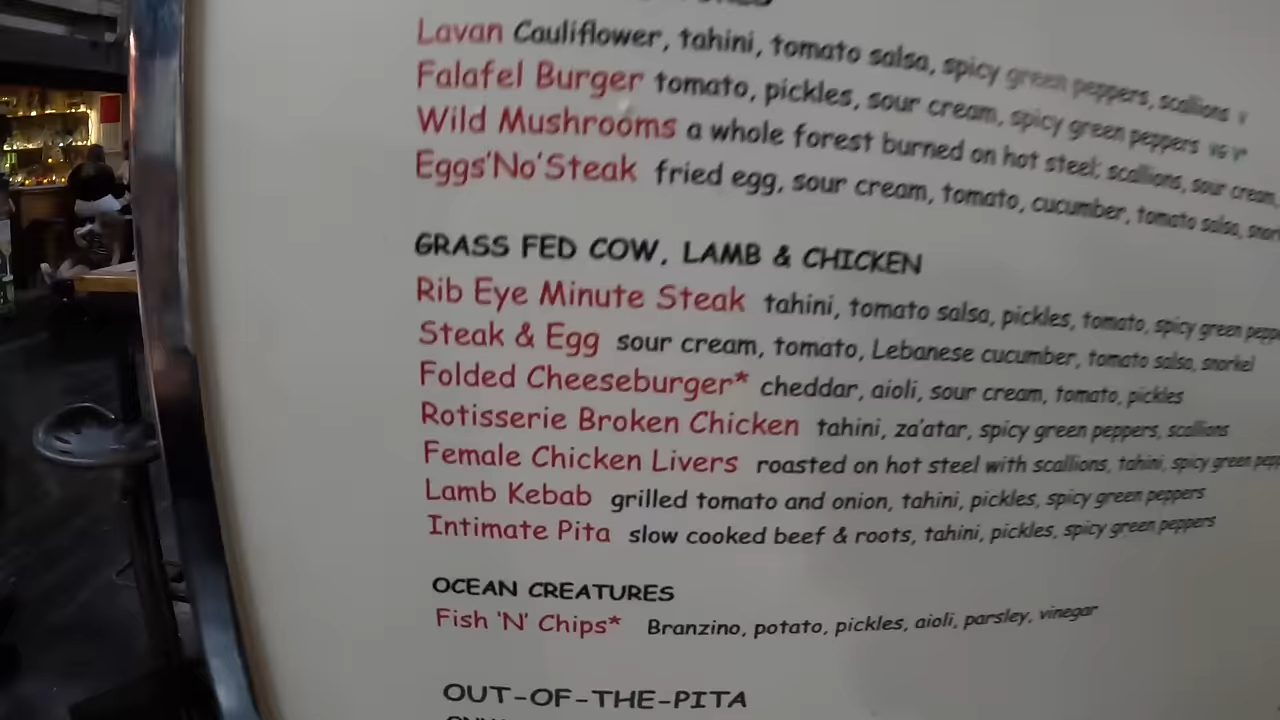 Lavan Cauliflower, tahini, tomato salsa, spicy green peppers, scallions v
Falafel Burger tomato, pickles, sour cream, spicy green peppers VG V*
Wild Mushrooms a whole forest burned on hot steel; scallions, sour cream,
Eggs'No'Steak fried egg, sour cream, tomato, cucumber, tomato salsa,
GRASS FED COW, LAMB & CHICKEN
Rib Eye Minute Steak tahini, tomato salsa, pickles, tomato, spicy green
Steak & Egg sour cream, tomato, Lebanese cucumber, tomato salsa, snorkel
Folded Cheeseburger* cheddar, aioli, sour cream, tomato, pickles
Rotisserie Broken Chicken tahini, za'atar, spicy green peppers, scallions
Female Chicken Livers roasted on hot steel with scallions, tahini, spicy green
Lamb Kebab grilled tomato and onion, tahini, pickles, spicy green peppers
Intimate Pita slow cooked beef & roots, tahini, pickles, spicy green peppers
OCEAN CREATURES
Fish 'N' Chips* Branzino, potato, pickles, aioli, parsley, vinegar
OUT-OF-THE-PITA